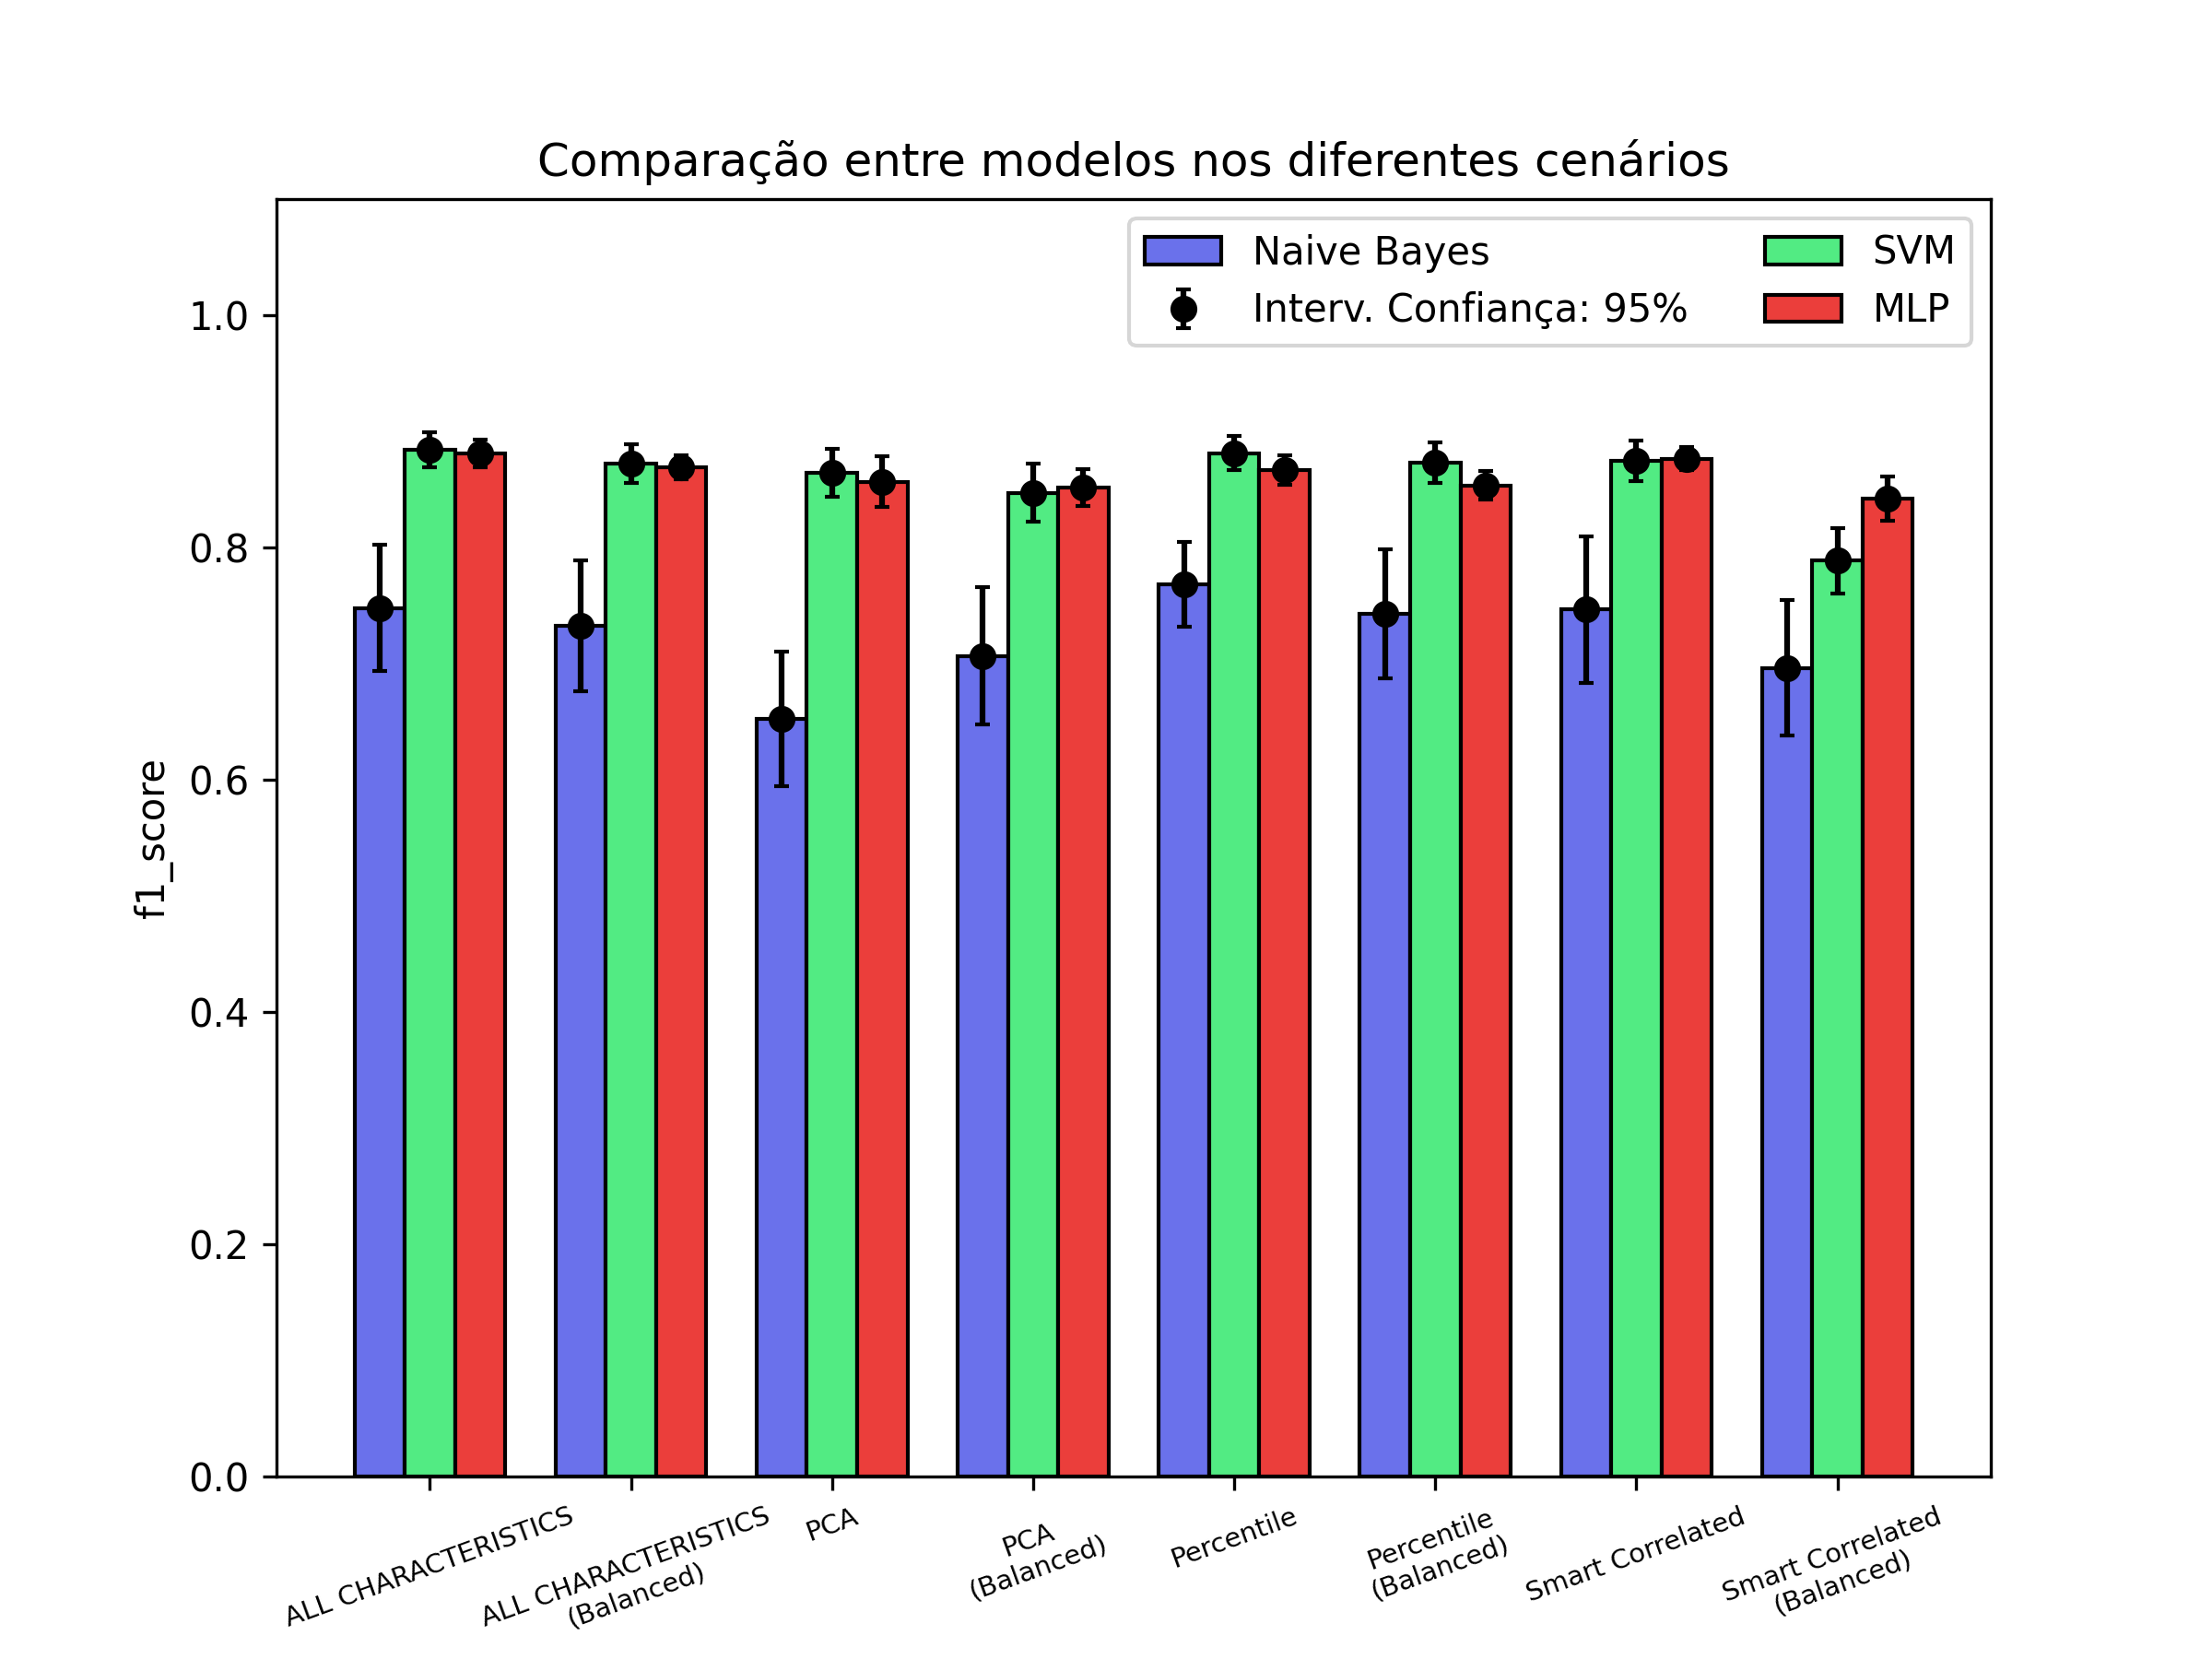 Comparação entre modelos nos diferentes cenários
Naive Bayes
Interv. Confiança: 95%
SVM
MLP
f1_score
1.0
0.8
0.6
0.4
0.2
0.0
ALL CHARACTERISTICS
ALL CHARACTERISTICS
(Balanced)
PCA
PCA
(Balanced)
Percentile
Percentile
(Balanced)
Smart Correlated
Smart Correlated
(Balanced)